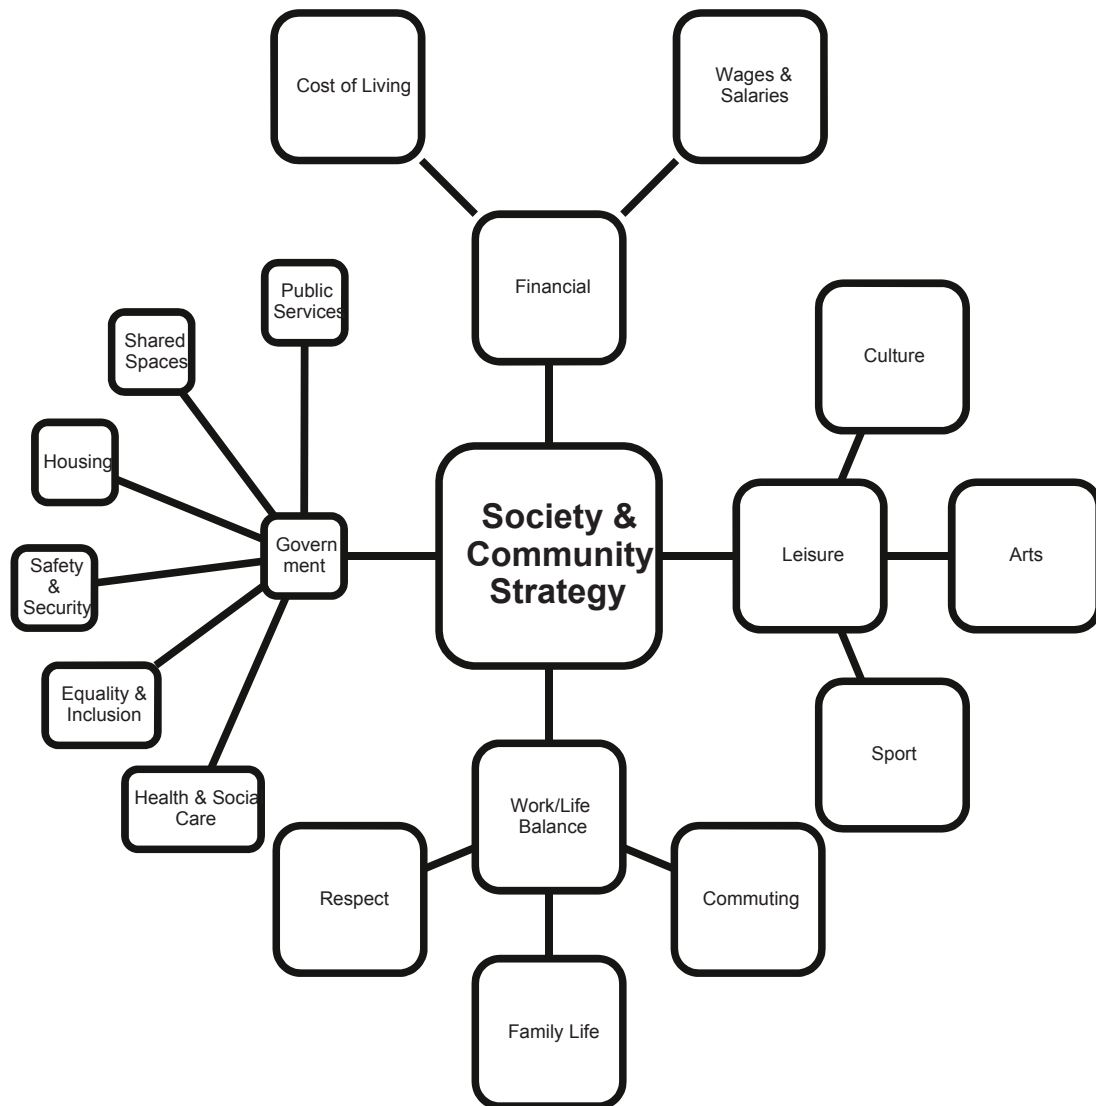 Cost of Living
Wages &
Salaries
Financial
Public
Services
Shared
Spaces
Culture
Housing
Society &
Community
Strategy
Govern
ment
Leisure
Arts
Safety
&
Security
Equality &
Inclusion
Sport
Health & Social
Care
Work/Life
Balance
Respect
Commuting
Family Life